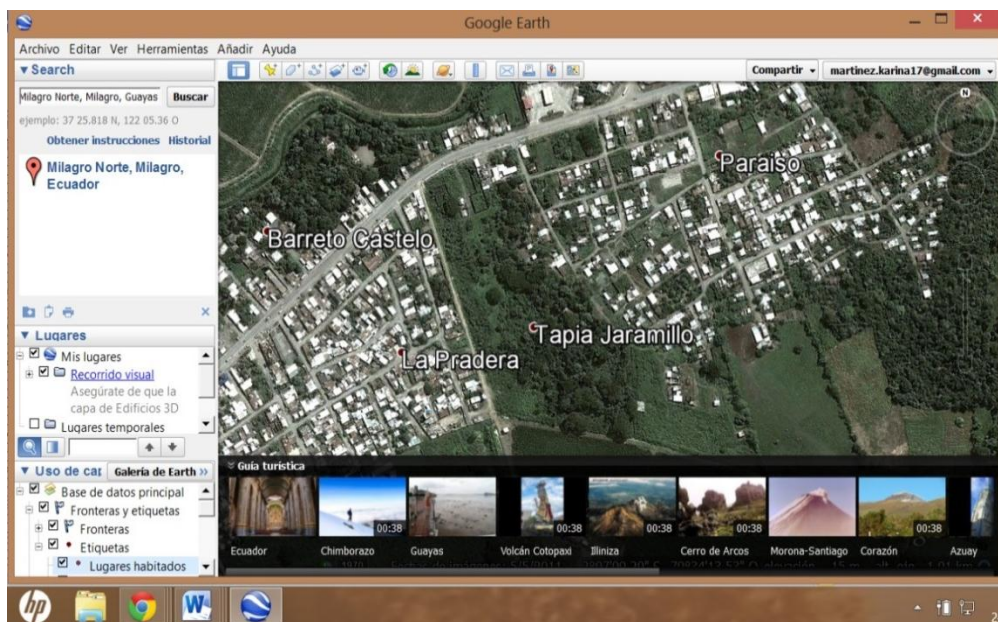 Google Earth
Archivo Editar Ver Herramientas Añadir Ayuda
Search
Compartir
martinez.karina17@gmail.com
Milagro Norte, Milagro, Guayas
Buscar
ejemplo: 37 25.818 N, 122 05.36 O
Obtener instrucciones Historial
Milagro Norte, Milagro,
Ecuador
N
Paraiso
Barreto Castelo
Tapia Jaramillo
La Pradera
Lugares
Mis lugares
Recorrido visual
Asegúrate de que la
capa de Edificios 3D
Lugares temporales
Uso de
Galería de Earth »
Base de datos principal
Fronteras y etiquetas
Fronteras
Etiquetas
Lugares habitados
Guía turística
00:38 00:38 00:38 00:38
Ecuador Chimborazo Guayas Volcán Cotopaxi Illiniza Cerro de Arcos Morona-Santiago Corazón Azuay
1970
hp
W